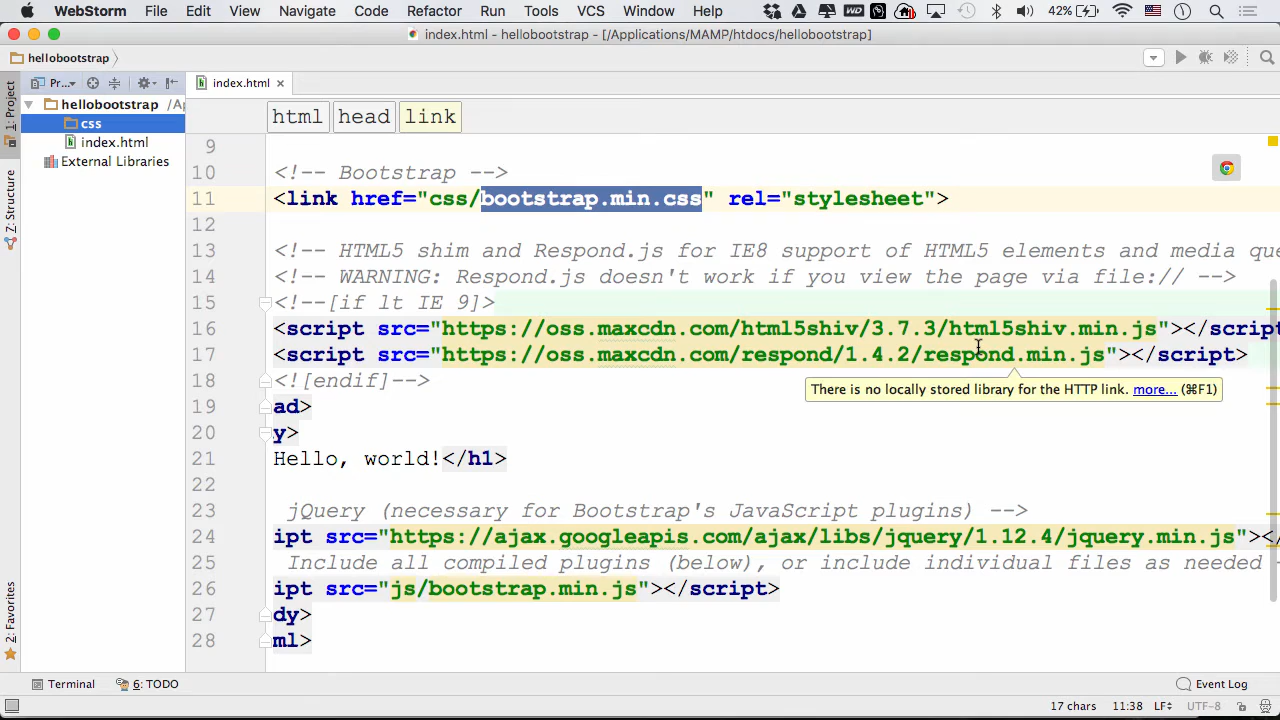 WebStorm File Edit View Navigate Code Refactor Run Tools VCS Window Help WD 42%
index.html - hellobootstrap - [/Applications/MAMP/htdocs/hellobootstrap]
hellobootstrap
Pr... index.html
1: Project
Z: Structure
2: Favorites
hellobootstrap /Ap
css
index.html
External Libraries
html head link
9
10 <!-- Bootstrap -->
11 <link href="css/bootstrap.min.css" rel="stylesheet">
12
13 <!-- HTML5 shim and Respond.js for IE8 support of HTML5 elements and media que
14 <!-- WARNING: Respond.js doesn't work if you view the page via file:// -->
15 <!--[if lt IE 9]>
16 <script src="https://oss.maxcdn.com/html5shiv/3.7.3/html5shiv.min.js"></script
17 <script src="https://oss.maxcdn.com/respond/1.4.2/respond.min.js"></script>
There is no locally stored library for the HTTP link. more... (⌘F1)
18 <![endif]-->
19 ad>
20 y>
21 Hello, world!</h1>
22
23 jQuery (necessary for Bootstrap's JavaScript plugins) -->
24 ipt src="https://ajax.googleapis.com/ajax/libs/jquery/1.12.4/jquery.min.js"></
25 Include all compiled plugins (below), or include individual files as needed -
26 ipt src="js/bootstrap.min.js"></script>
27 dy>
28 ml>
Terminal 6: TODO Event Log
17 chars 11:38 LF÷ UTF-8